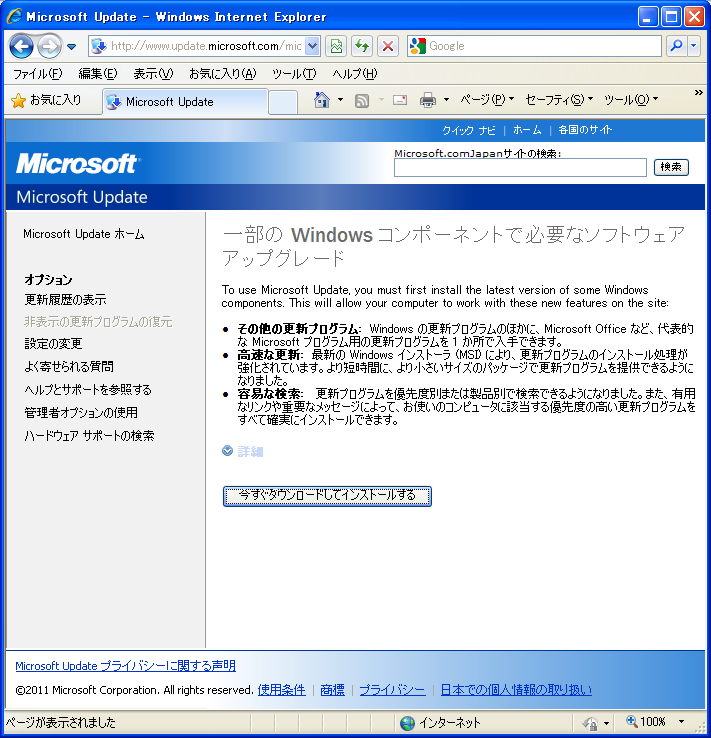 Microsoft Update - Windows Internet Explorer
http://www.update.microsoft.com/mic
Google
ファイル(F) 編集(E) 表示(V) お気に入り(A) ツール(T) ヘルプ(H)
お気に入り Microsoft Update ページ(P) セーフティ(S) ツール(O) »
クイック ナビ | ホーム | 各国のサイト
Microsoft.comJapanサイトの検索:
Microsoft
検索
Microsoft Update
Microsoft Update ホーム
オプション
更新履歴の表示
非表示の更新プログラムの復元
設定の変更
よく寄せられる質問
ヘルプとサポートを参照する
管理者オプションの使用
ハードウェア サポートの検索
一部の Windows コンポーネントで必要なソフトウェア
アップグレード
To use Microsoft Update, you must first install the latest version of some Windows
components. This will allow your computer to work with these new features on the site:
• その他の更新プログラム: Windows の更新プログラムのほかに、Microsoft Office など、代表的
な Microsoft プログラム用の更新プログラムを 1 か所で入手できます。
• 高速な更新: 最新の Windows インストーラ (MSI) により、更新プログラムのインストール処理が
強化されています。より短時間に、より小さいサイズのパッケージで更新プログラムを提供できるように
なりました。
• 容易な検索: 更新プログラムを優先度別または製品別で検索できるようになりました。また、有用
なリンクや重要なメッセージによって、お使いのコンピュータに該当する優先度の高い更新プログラムを
すべて確実にインストールできます。
詳細
今すぐダウンロードしてインストールする
Microsoft Update プライバシーに関する声明
©2011 Microsoft Corporation. All rights reserved. 使用条件 | 商標 | プライバシー | 日本での個人情報の取り扱い
ページが表示されました インターネット 100%